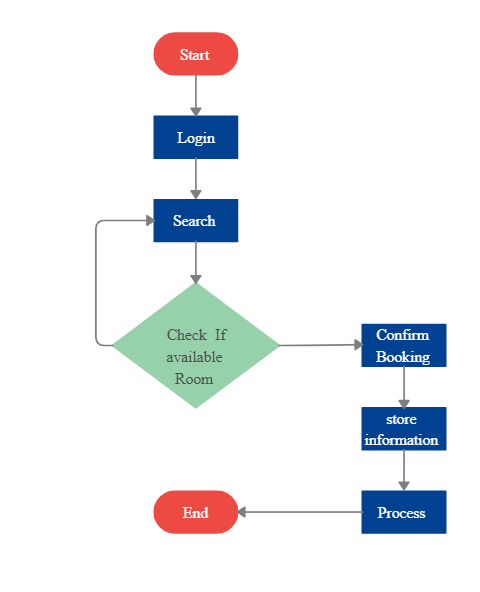 Start
Login
Search
Check If
available
Room
Confirm
Booking
store
information
Process
End